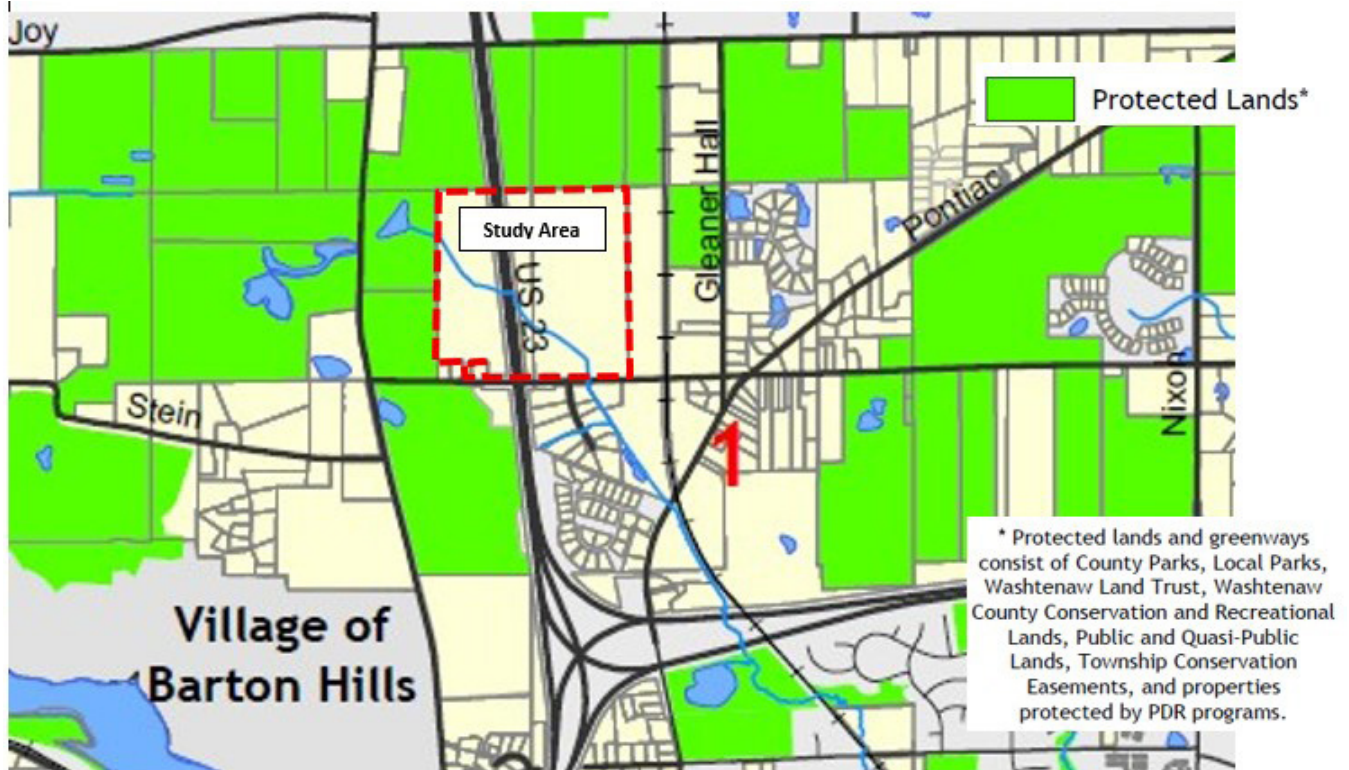 Joy
Protected Lands*
Gleaner Hall
Pontiac
Study Area
US 23
Stein
Nixon
1
* Protected lands and greenways
consist of County Parks, Local Parks,
Washtenaw Land Trust, Washtenaw
County Conservation and Recreational
Lands, Public and Quasi-Public
Lands, Township Conservation
Easements, and properties
protected by PDR programs.
Village of
Barton Hills